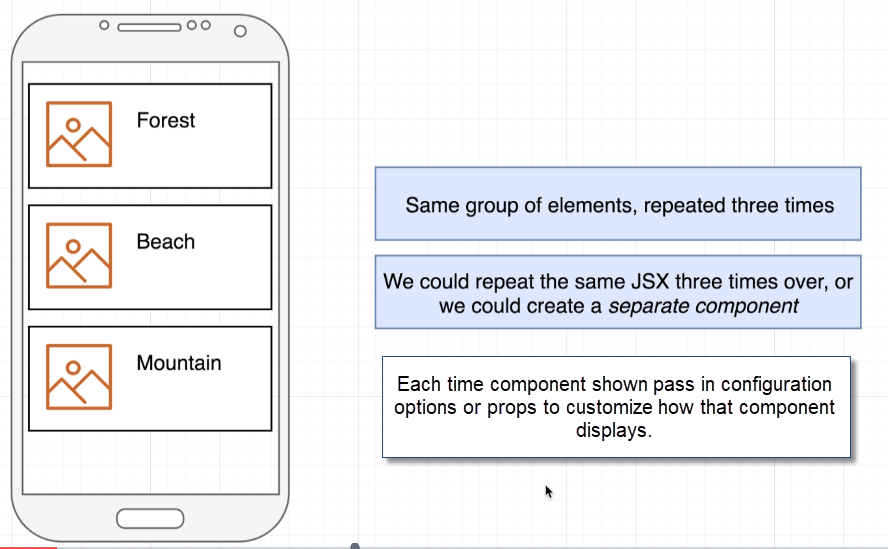 Forest
Beach
Mountain
Same group of elements, repeated three times
We could repeat the same JSX three times over, or
we could create a separate component
Each time component shown pass in configuration
options or props to customize how that component
displays.